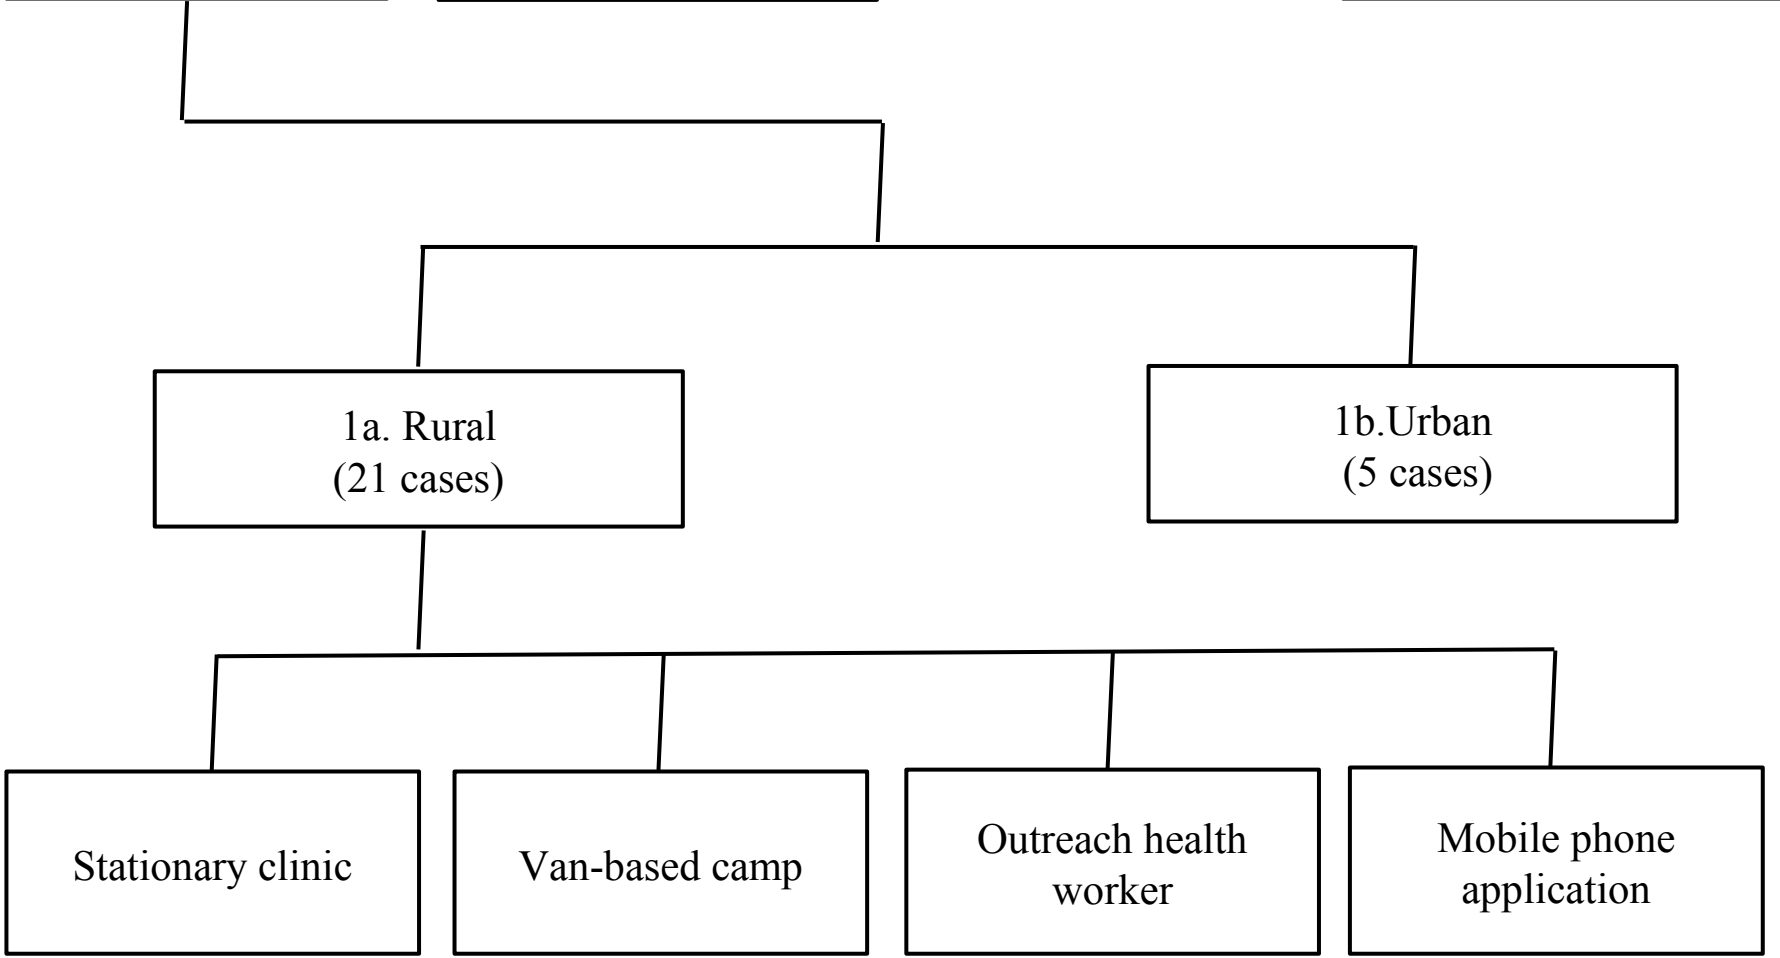 1a. Rural
(21 cases)
1b.Urban
(5 cases)
Stationary clinic
Van-based camp
Outreach health
worker
Mobile phone
application